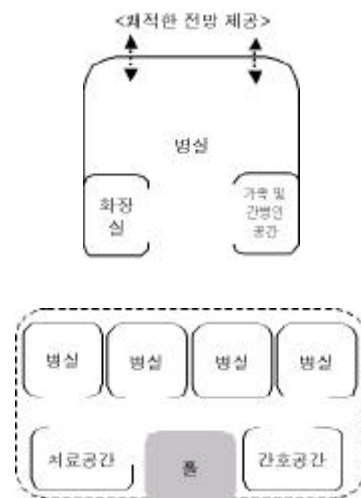 <쾌적한 전망 제공>
병실
화장
실
가족 및
간병인
공간
병실 병실 병실 병실
치료공간 홀 간호공간